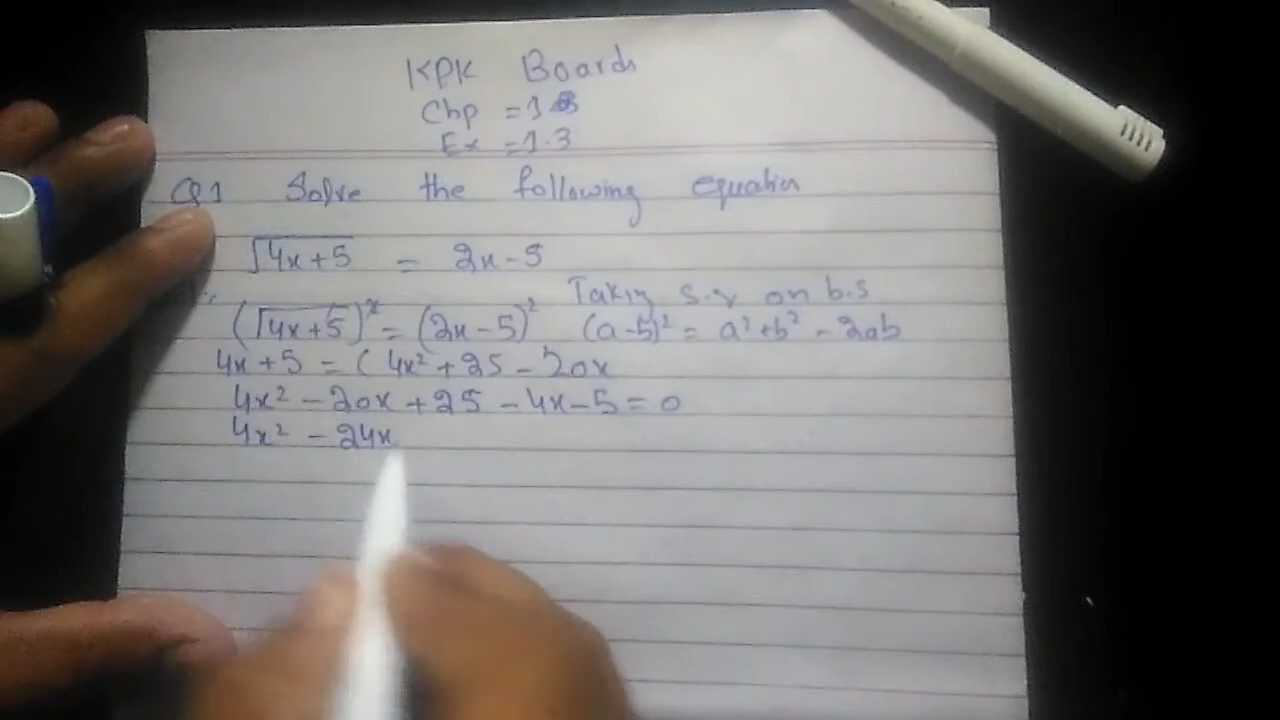 KPK Boards
Chp = 1
Ex = 1.3
Q1 Solve the following equation
√4x+5 = 2x-5
Taking s.r on b.s
(√4x+5)² = (2x-5)² (a-b)² = a²+b² - 2ab
4x+5 = ( 4x² + 25 - 20x
4x² - 20x + 25 - 4x - 5 = 0
4x² - 24x